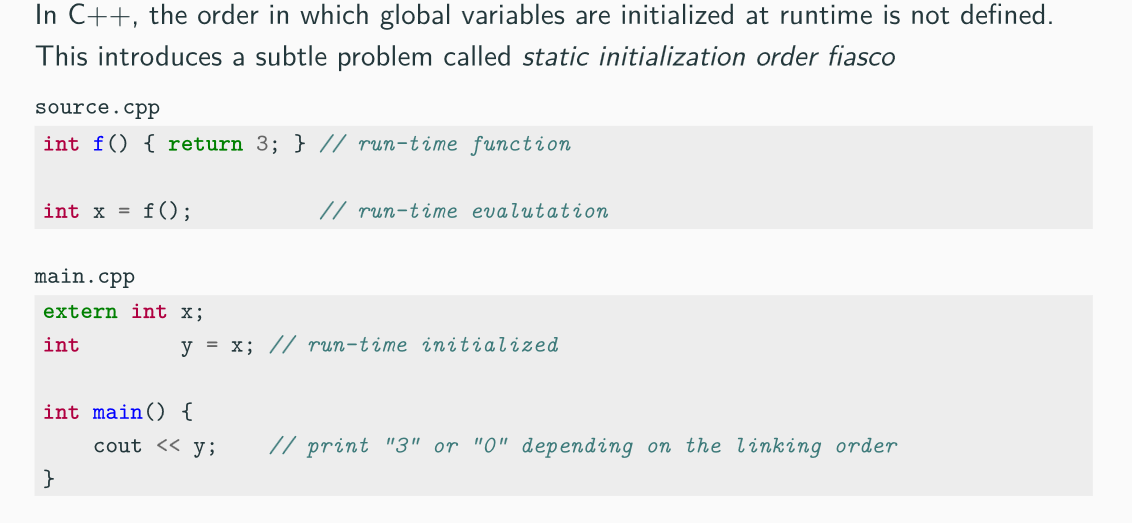 In C++, the order in which global variables are initialized at runtime is not defined.
This introduces a subtle problem called static initialization order fiasco
source.cpp
int f() { return 3; } // run-time function
int x = f();          // run-time evalutation
main.cpp
extern int x;
int        y = x; // run-time initialized
int main() {
    cout << y;    // print "3" or "0" depending on the linking order
}